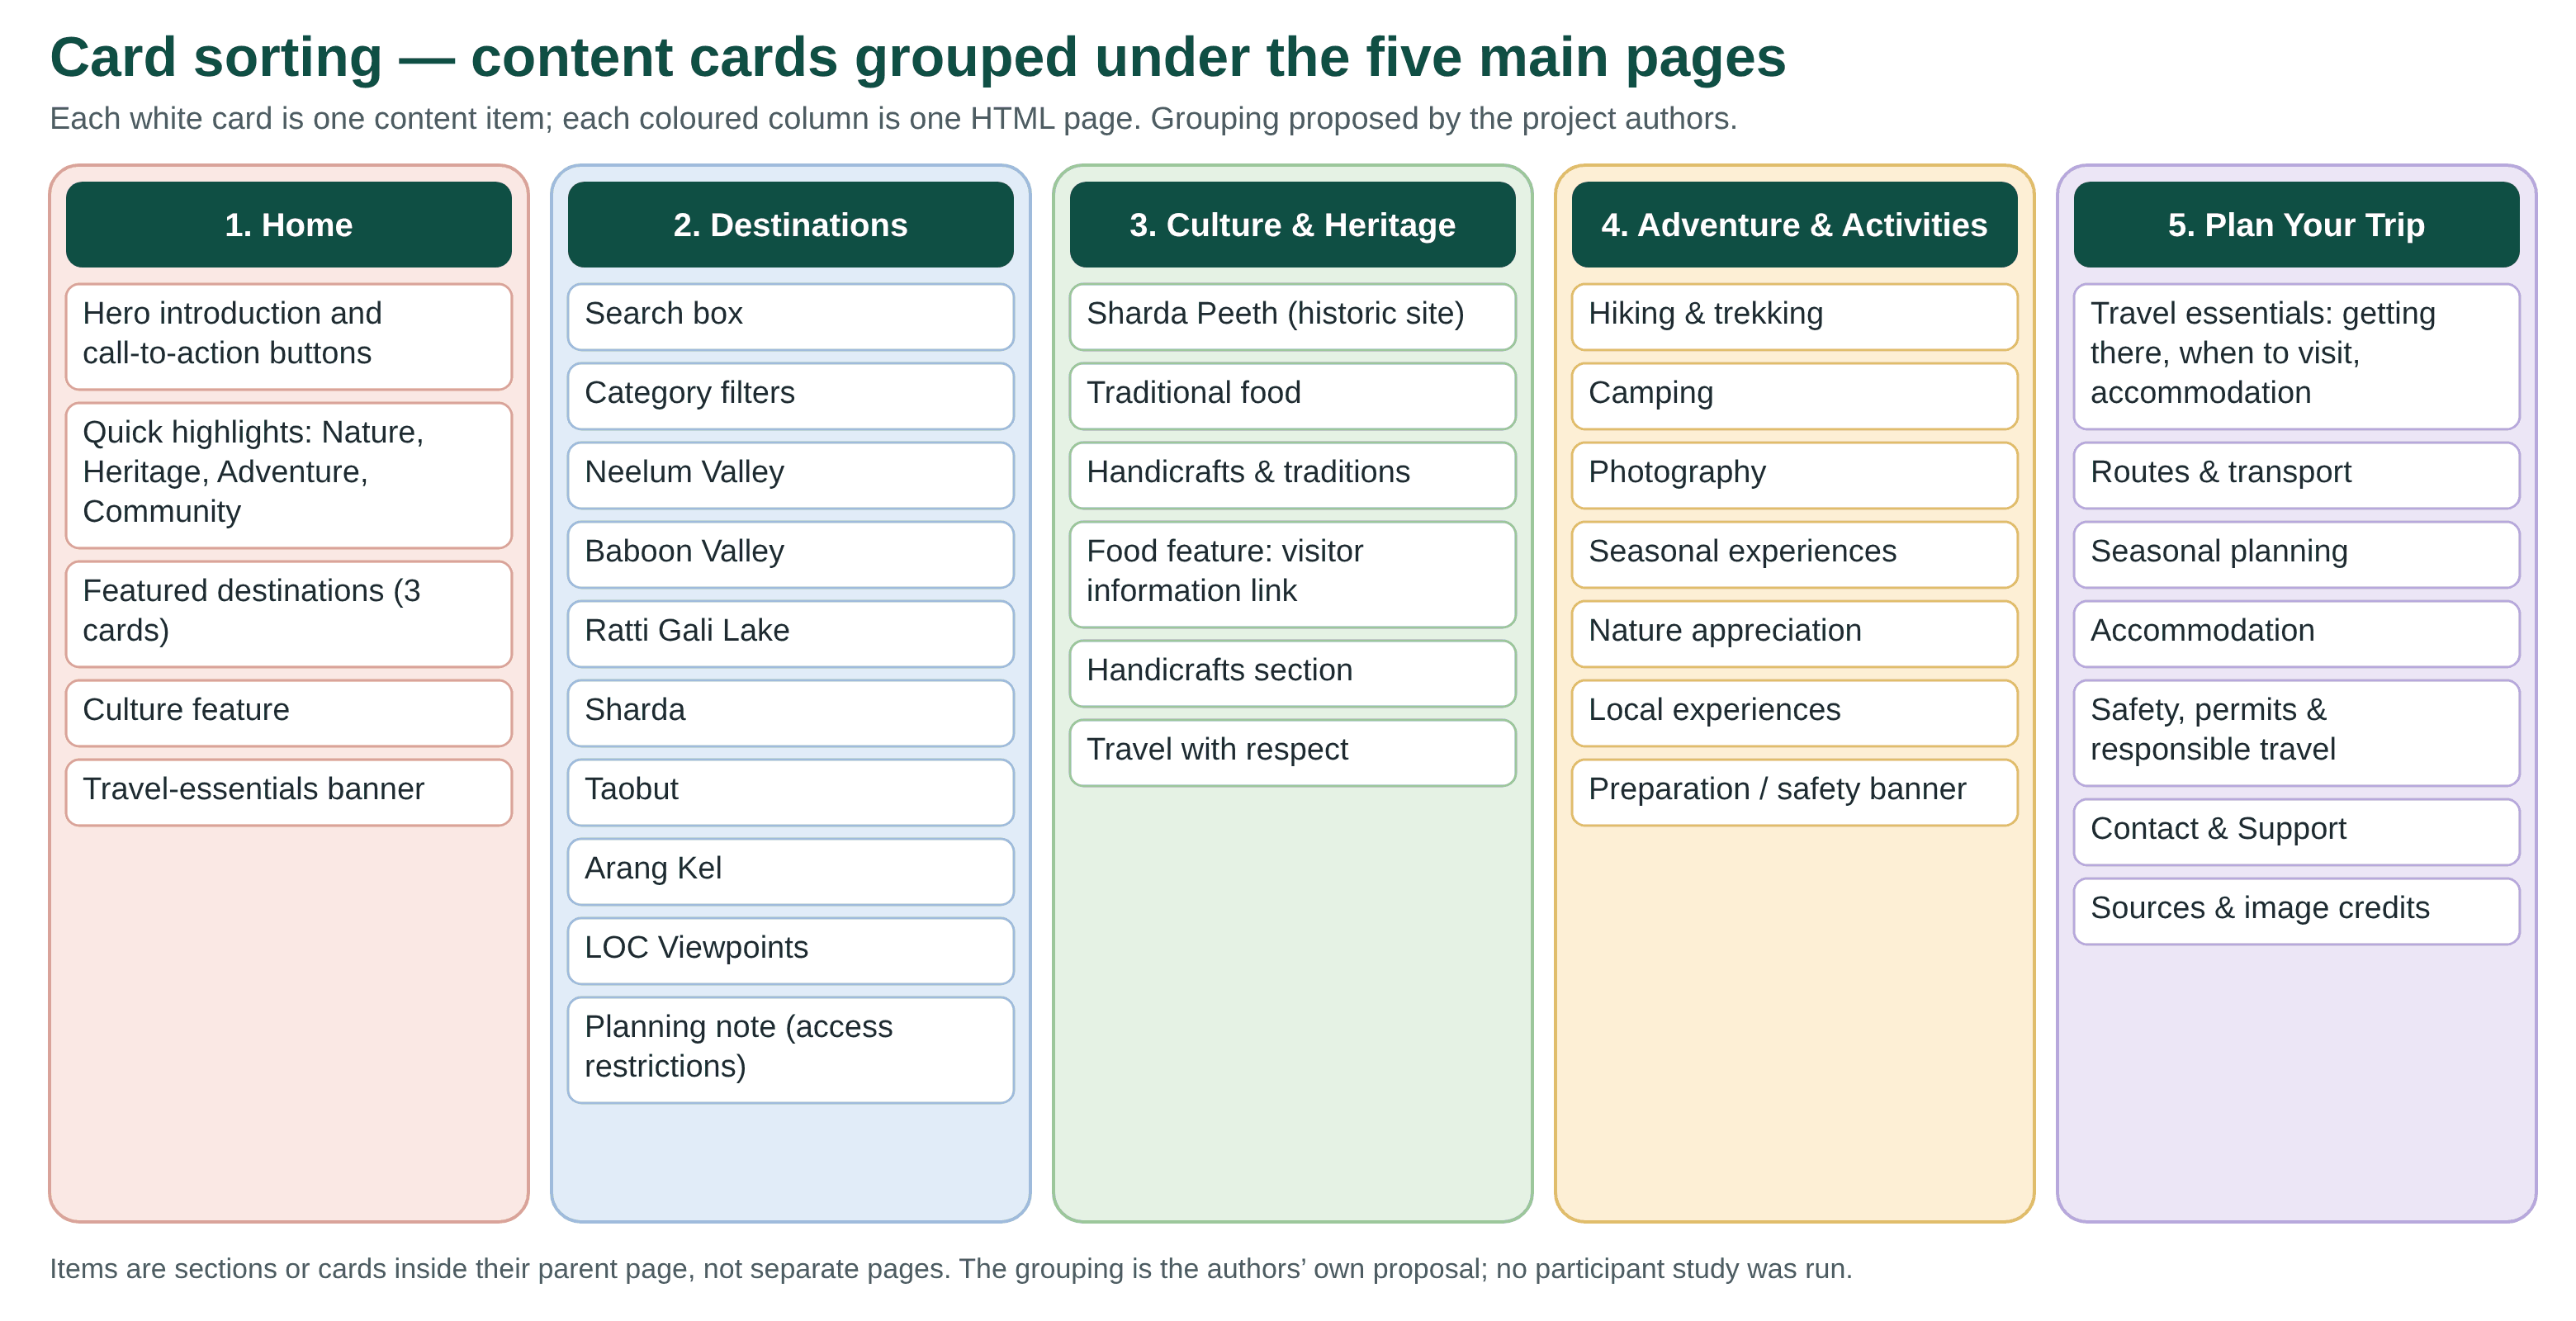 Card sorting — content cards grouped under the five main pages
Each white card is one content item; each coloured column is one HTML page. Grouping proposed by the project authors.
1. Home
Hero introduction and
call-to-action buttons
Quick highlights: Nature,
Heritage, Adventure,
Community
Featured destinations (3
cards)
Culture feature
Travel-essentials banner
2. Destinations
Search box
Category filters
Neelum Valley
Baboon Valley
Ratti Gali Lake
Sharda
Taobut
Arang Kel
LOC Viewpoints
Planning note (access
restrictions)
3. Culture & Heritage
Sharda Peeth (historic site)
Traditional food
Handicrafts & traditions
Food feature: visitor
information link
Handicrafts section
Travel with respect
4. Adventure & Activities
Hiking & trekking
Camping
Photography
Seasonal experiences
Nature appreciation
Local experiences
Preparation / safety banner
5. Plan Your Trip
Travel essentials: getting
there, when to visit,
accommodation
Routes & transport
Seasonal planning
Accommodation
Safety, permits &
responsible travel
Contact & Support
Sources & image credits
Items are sections or cards inside their parent page, not separate pages. The grouping is the authors’ own proposal; no participant study was run.